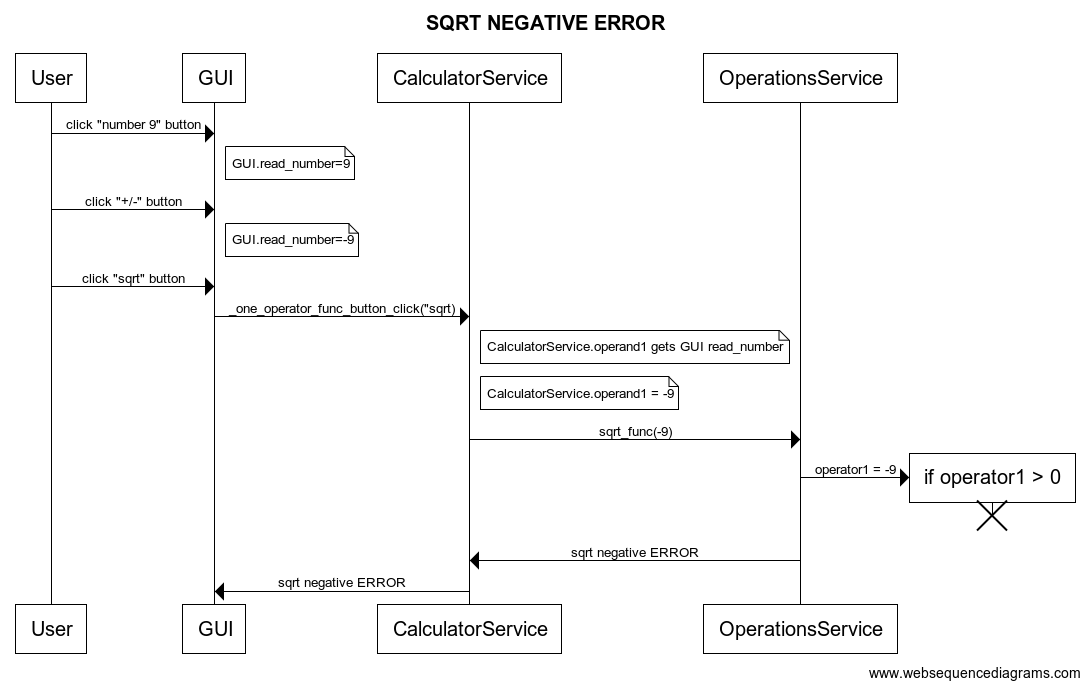 SQRT NEGATIVE ERROR
User
GUI
CalculatorService
OperationsService
click "number 9" button
GUI.read_number=9
click "+/-" button
GUI.read_number=-9
click "sqrt" button
_one_operator_func_button_click("sqrt)
CalculatorService.operand1 gets GUI read_number
CalculatorService.operand1 = -9
sqrt_func(-9)
operator1 = -9
if operator1 > 0
sqrt negative ERROR
sqrt negative ERROR
User
GUI
CalculatorService
OperationsService
www.websequencediagrams.com